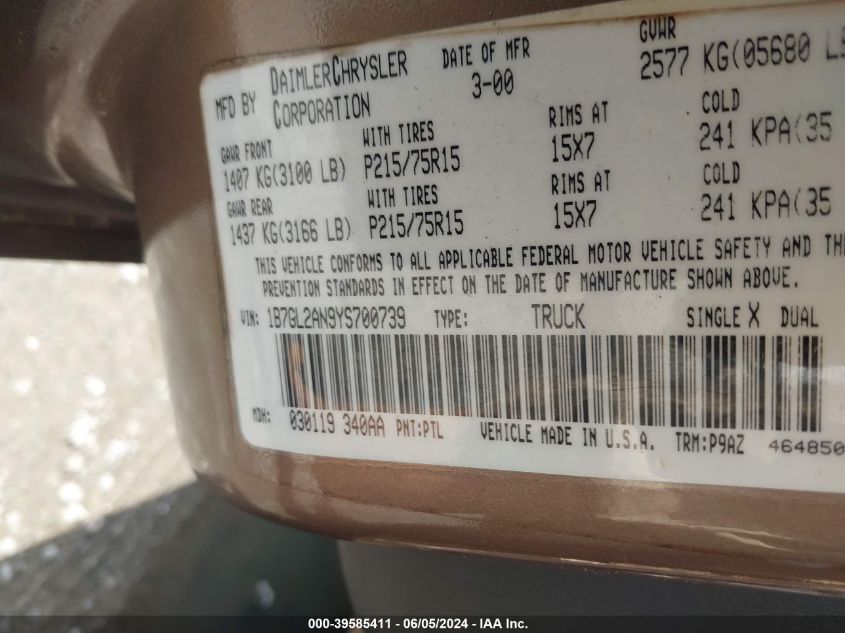 MFD BY DAIMLERCHRYSLER CORPORATION DATE OF MFR 3-00 GVWR 2577 KG(05680
GAWR FRONT WITH TIRES RIMS AT COLD
1407 KG(3100 LB) P215/75R15 15X7 241 KPA(35
GAWR REAR WITH TIRES RIMS AT COLD
1437 KG(3166 LB) P215/75R15 15X7 241 KPA(35
THIS VEHICLE CONFORMS TO ALL APPLICABLE FEDERAL MOTOR VEHICLE SAFETY AND
PREVENTION STANDARDS IN EFFECT ON THE DATE OF MANUFACTURE SHOWN ABOVE.
VIN: 1B7GL2AN9YS700739 TYPE: TRUCK SINGLE X DUAL
MDH: 030119 340AA PNT:PTL VEHICLE MADE IN U.S.A. TRM:P9AZ 464850
000-39585411 - 06/05/2024 - IAA Inc.